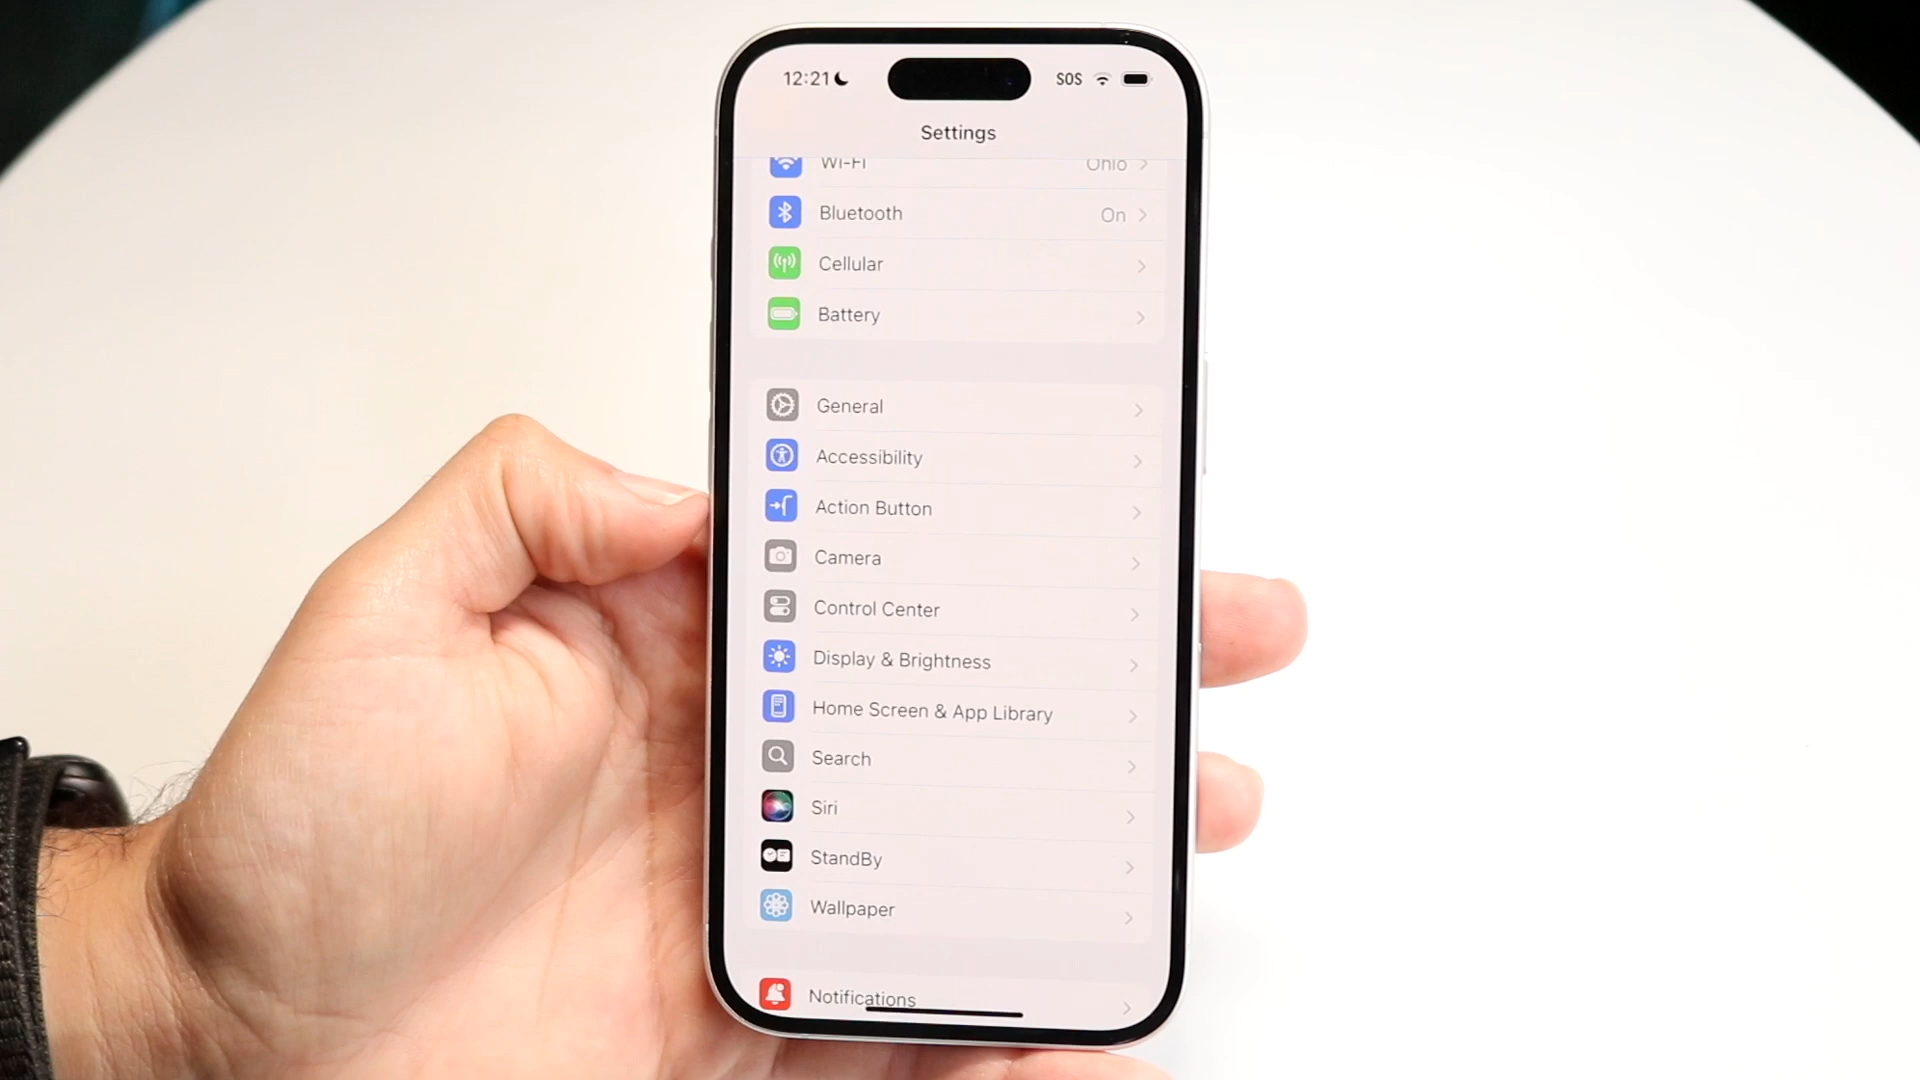 12:21 SOS
Settings
Wi-Fi Ohio
Bluetooth On
Cellular
Battery
General
Accessibility
Action Button
Camera
Control Center
Display & Brightness
Home Screen & App Library
Search
Siri
StandBy
Wallpaper
Notifications